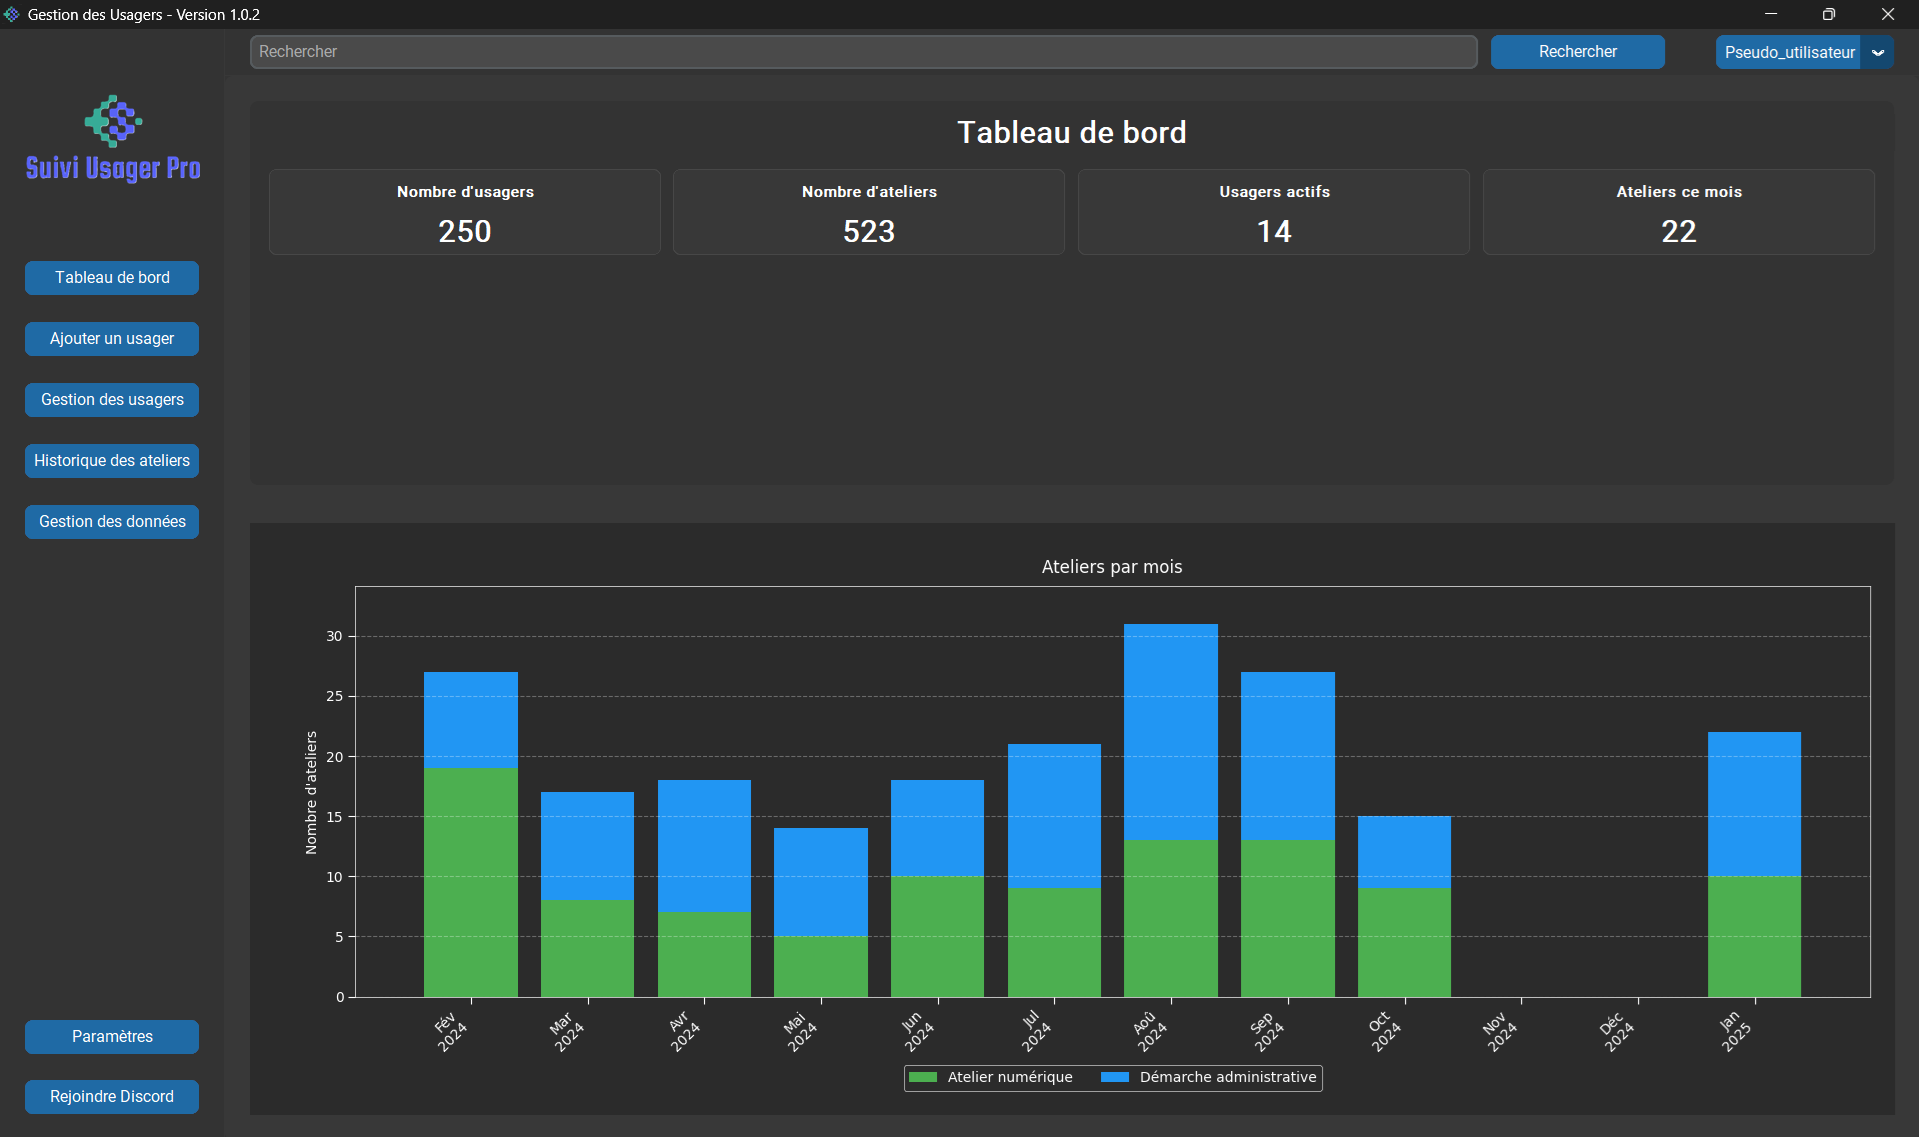 Gestion des Usagers - Version 1.0.2
Rechercher
Rechercher
Pseudo_utilisateur
Suivi Usager Pro
Tableau de bord
Ajouter un usager
Gestion des usagers
Historique des ateliers
Gestion des données
Paramètres
Rejoindre Discord
Tableau de bord
Nombre d'usagers
250
Nombre d'ateliers
523
Usagers actifs
14
Ateliers ce mois
22
Ateliers par mois
Nombre d'ateliers
30
25
20
15
10
5
0
Fév
2024
Mar
2024
Avr
2024
Mai
2024
Jun
2024
Jul
2024
Aoû
2024
Sep
2024
Oct
2024
Nov
2024
Déc
2024
Jan
2025
Atelier numérique
Démarche administrative